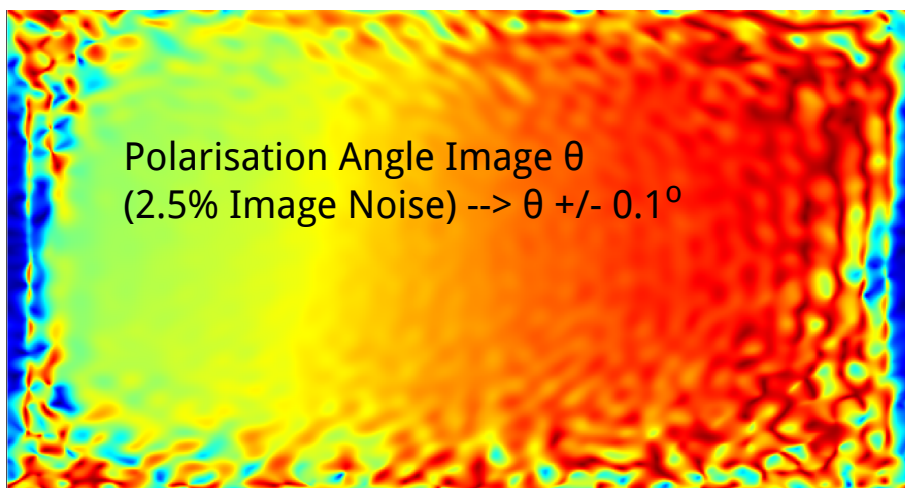 Polarisation Angle Image θ
(2.5% Image Noise) --> θ +/- 0.1º